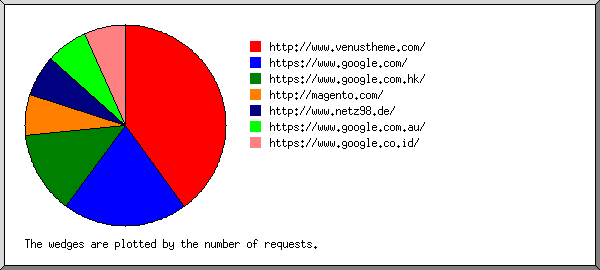 http://www.venustheme.com/
https://www.google.com/
https://www.google.com.hk/
http://magento.com/
http://www.netz98.de/
https://www.google.com.au/
https://www.google.co.id/
The wedges are plotted by the number of requests.